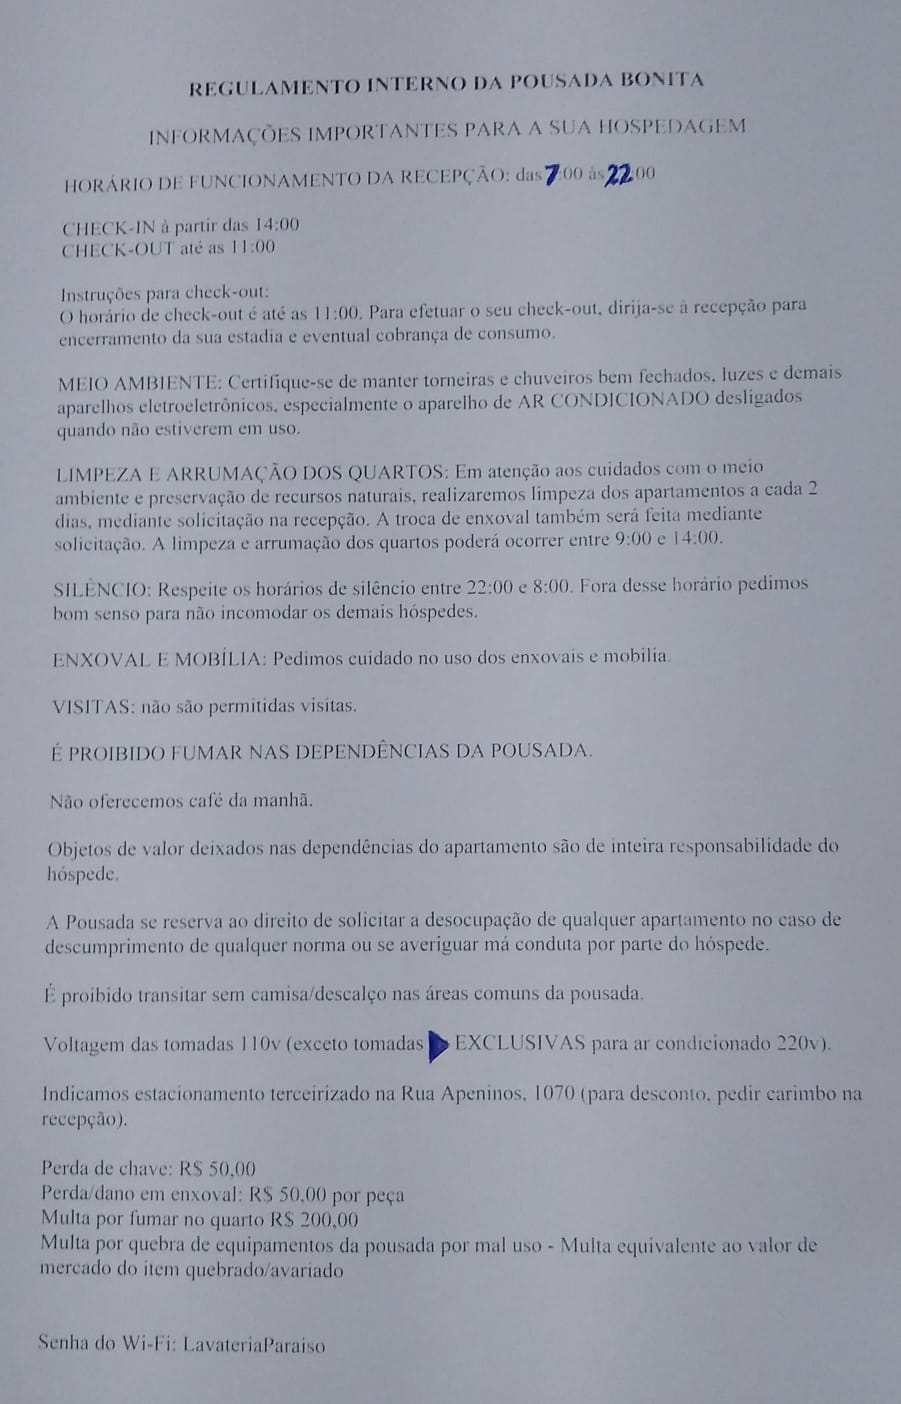 REGULAMENTO INTERNO DA POUSADA BONITA
INFORMAÇÕES IMPORTANTES PARA A SUA HOSPEDAGEM
HORÁRIO DE FUNCIONAMENTO DA RECEPÇÃO: das 7:00 às 22:00
CHECK-IN à partir das 14:00
CHECK-OUT até as 11:00
Instruções para check-out:
O horário de check-out é até as 11:00. Para efetuar o seu check-out, dirija-se à recepção para
encerramento da sua estadia e eventual cobrança de consumo.
MEIO AMBIENTE: Certifique-se de manter torneiras e chuveiros bem fechados, luzes e demais
aparelhos eletroeletrônicos, especialmente o aparelho de AR CONDICIONADO desligados
quando não estiverem em uso.
LIMPEZA E ARRUMAÇÃO DOS QUARTOS: Em atenção aos cuidados com o meio
ambiente e preservação de recursos naturais, realizaremos limpeza dos apartamentos a cada 2
dias, mediante solicitação na recepção. A troca de enxoval também será feita mediante
solicitação. A limpeza e arrumação dos quartos poderá ocorrer entre 9:00 e 14:00.
SILÊNCIO: Respeite os horários de silêncio entre 22:00 e 8:00. Fora desse horário pedimos
bom senso para não incomodar os demais hóspedes.
ENXOVAL E MOBÍLIA: Pedimos cuidado no uso dos enxovais e mobília.
VISITAS: não são permitidas visitas.
É PROIBIDO FUMAR NAS DEPENDÊNCIAS DA POUSADA.
Não oferecemos café da manhã.
Objetos de valor deixados nas dependências do apartamento são de inteira responsabilidade do
hóspede.
A Pousada se reserva ao direito de solicitar a desocupação de qualquer apartamento no caso de
descumprimento de qualquer norma ou se averiguar má conduta por parte do hóspede.
É proibido transitar sem camisa/descalço nas áreas comuns da pousada.
Voltagem das tomadas 110v (exceto tomadas EXCLUSIVAS para ar condicionado 220v).
Indicamos estacionamento terceirizado na Rua Apeninos, 1070 (para desconto, pedir carimbo na
recepção).
Perda de chave: R$ 50,00
Perda/dano em enxoval: R$ 50,00 por peça
Multa por fumar no quarto R$ 200,00
Multa por quebra de equipamentos da pousada por mal uso - Multa equivalente ao valor de
mercado do item quebrado/avariado
Senha do Wi-Fi: LavateriaParaiso